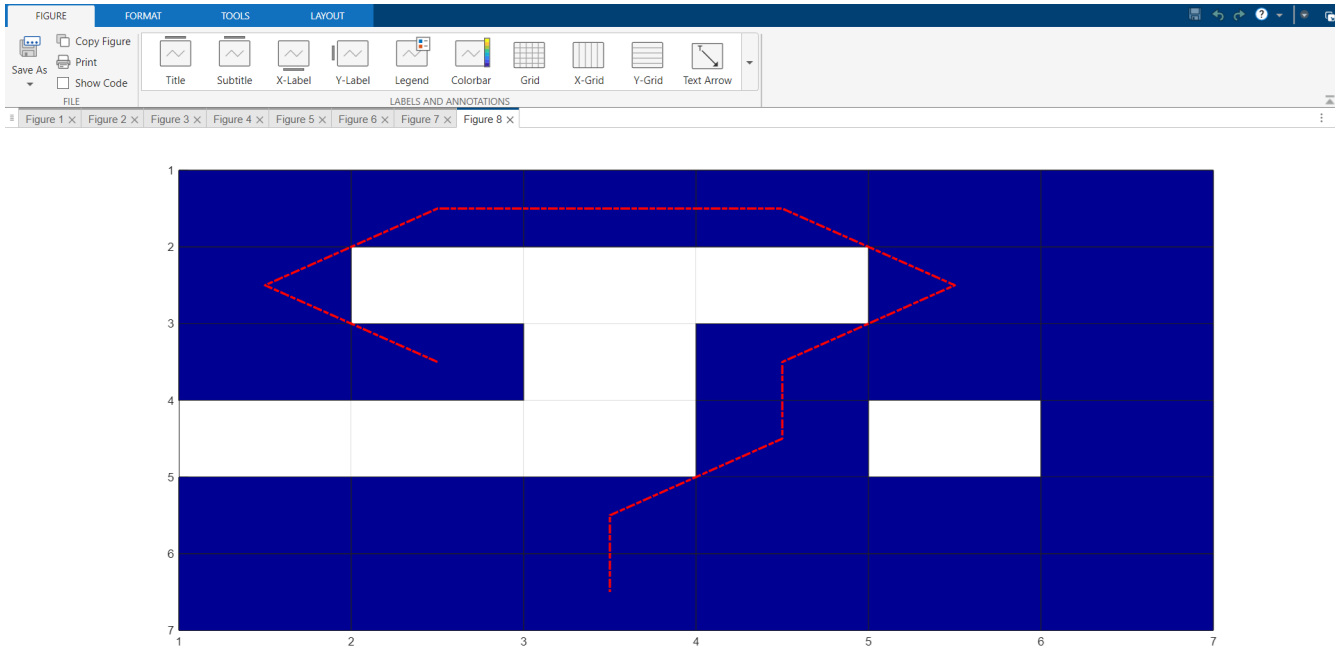 FIGURE FORMAT TOOLS LAYOUT
Save As
Copy Figure
Print
Show Code
FILE
Title Subtitle X-Label Y-Label Legend Colorbar Grid X-Grid Y-Grid Text Arrow
LABELS AND ANNOTATIONS
Figure 1 × Figure 2 × Figure 3 × Figure 4 × Figure 5 × Figure 6 × Figure 7 × Figure 8 ×
1
2
3
4
5
6
7
1 2 3 4 5 6 7